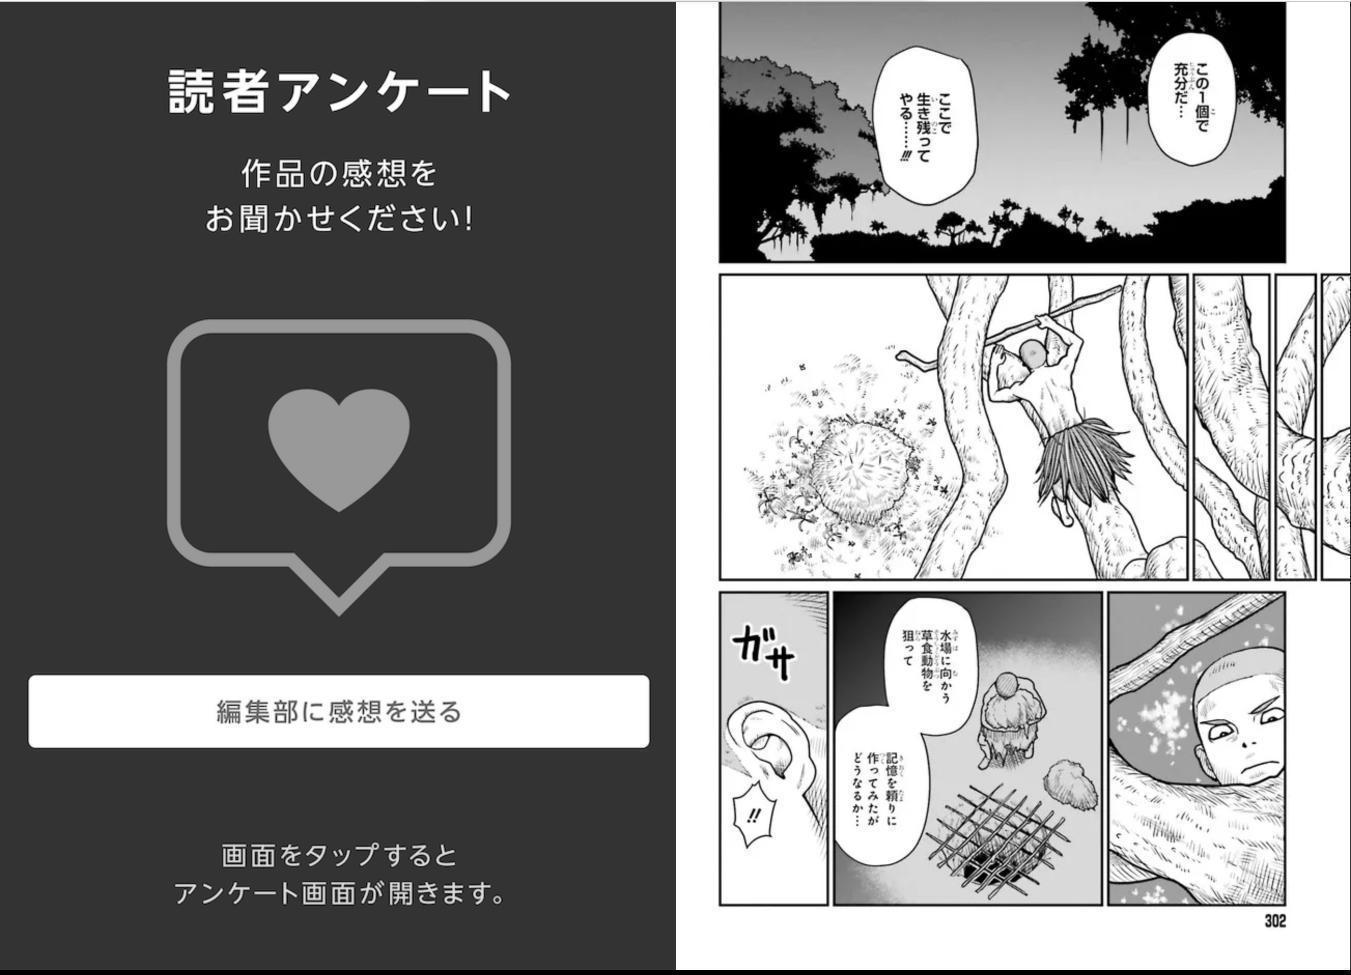 読者アンケート
作品の感想を
お聞かせください!
編集部に感想を送る
画面をタップすると
アンケート画面が開きます。
この1個で
充分だ…
ここで
生き残って
やる……!!!
水場に向かう
草食動物を
狙って
記憶を頼りに
作ってみたが
どうなるか…
ガサ
!!
302